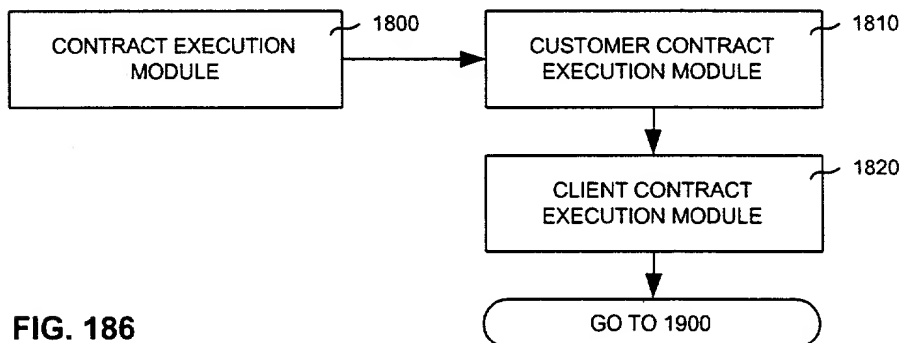 1800
CONTRACT EXECUTION
MODULE
1810
CUSTOMER CONTRACT
EXECUTION MODULE
1820
CLIENT CONTRACT
EXECUTION MODULE
GO TO 1900
FIG. 186